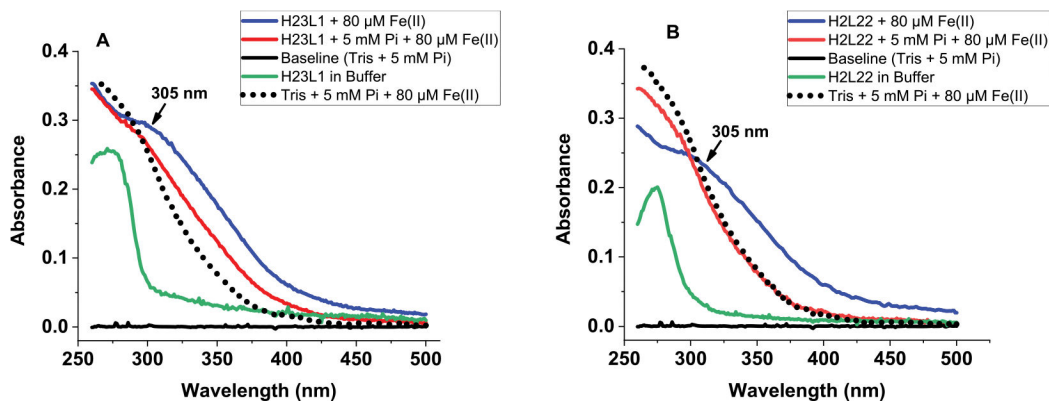 A
H23L1 + 80 µM Fe(II)
H23L1 + 5 mM Pi + 80 µM Fe(II)
Baseline (Tris + 5 mM Pi)
H23L1 in Buffer
Tris + 5 mM Pi + 80 µM Fe(II)
305 nm
Absorbance
0.4
0.3
0.2
0.1
0.0
250 300 350 400 450 500
Wavelength (nm)
B
H2L22 + 80 µM Fe(II)
H2L22 + 5 mM Pi + 80 µM Fe(II)
Baseline (Tris + 5 mM Pi)
H2L22 in Buffer
Tris + 5 mM Pi + 80 µM Fe(II)
305 nm
Absorbance
0.4
0.3
0.2
0.1
0.0
250 300 350 400 450 500
Wavelength (nm)